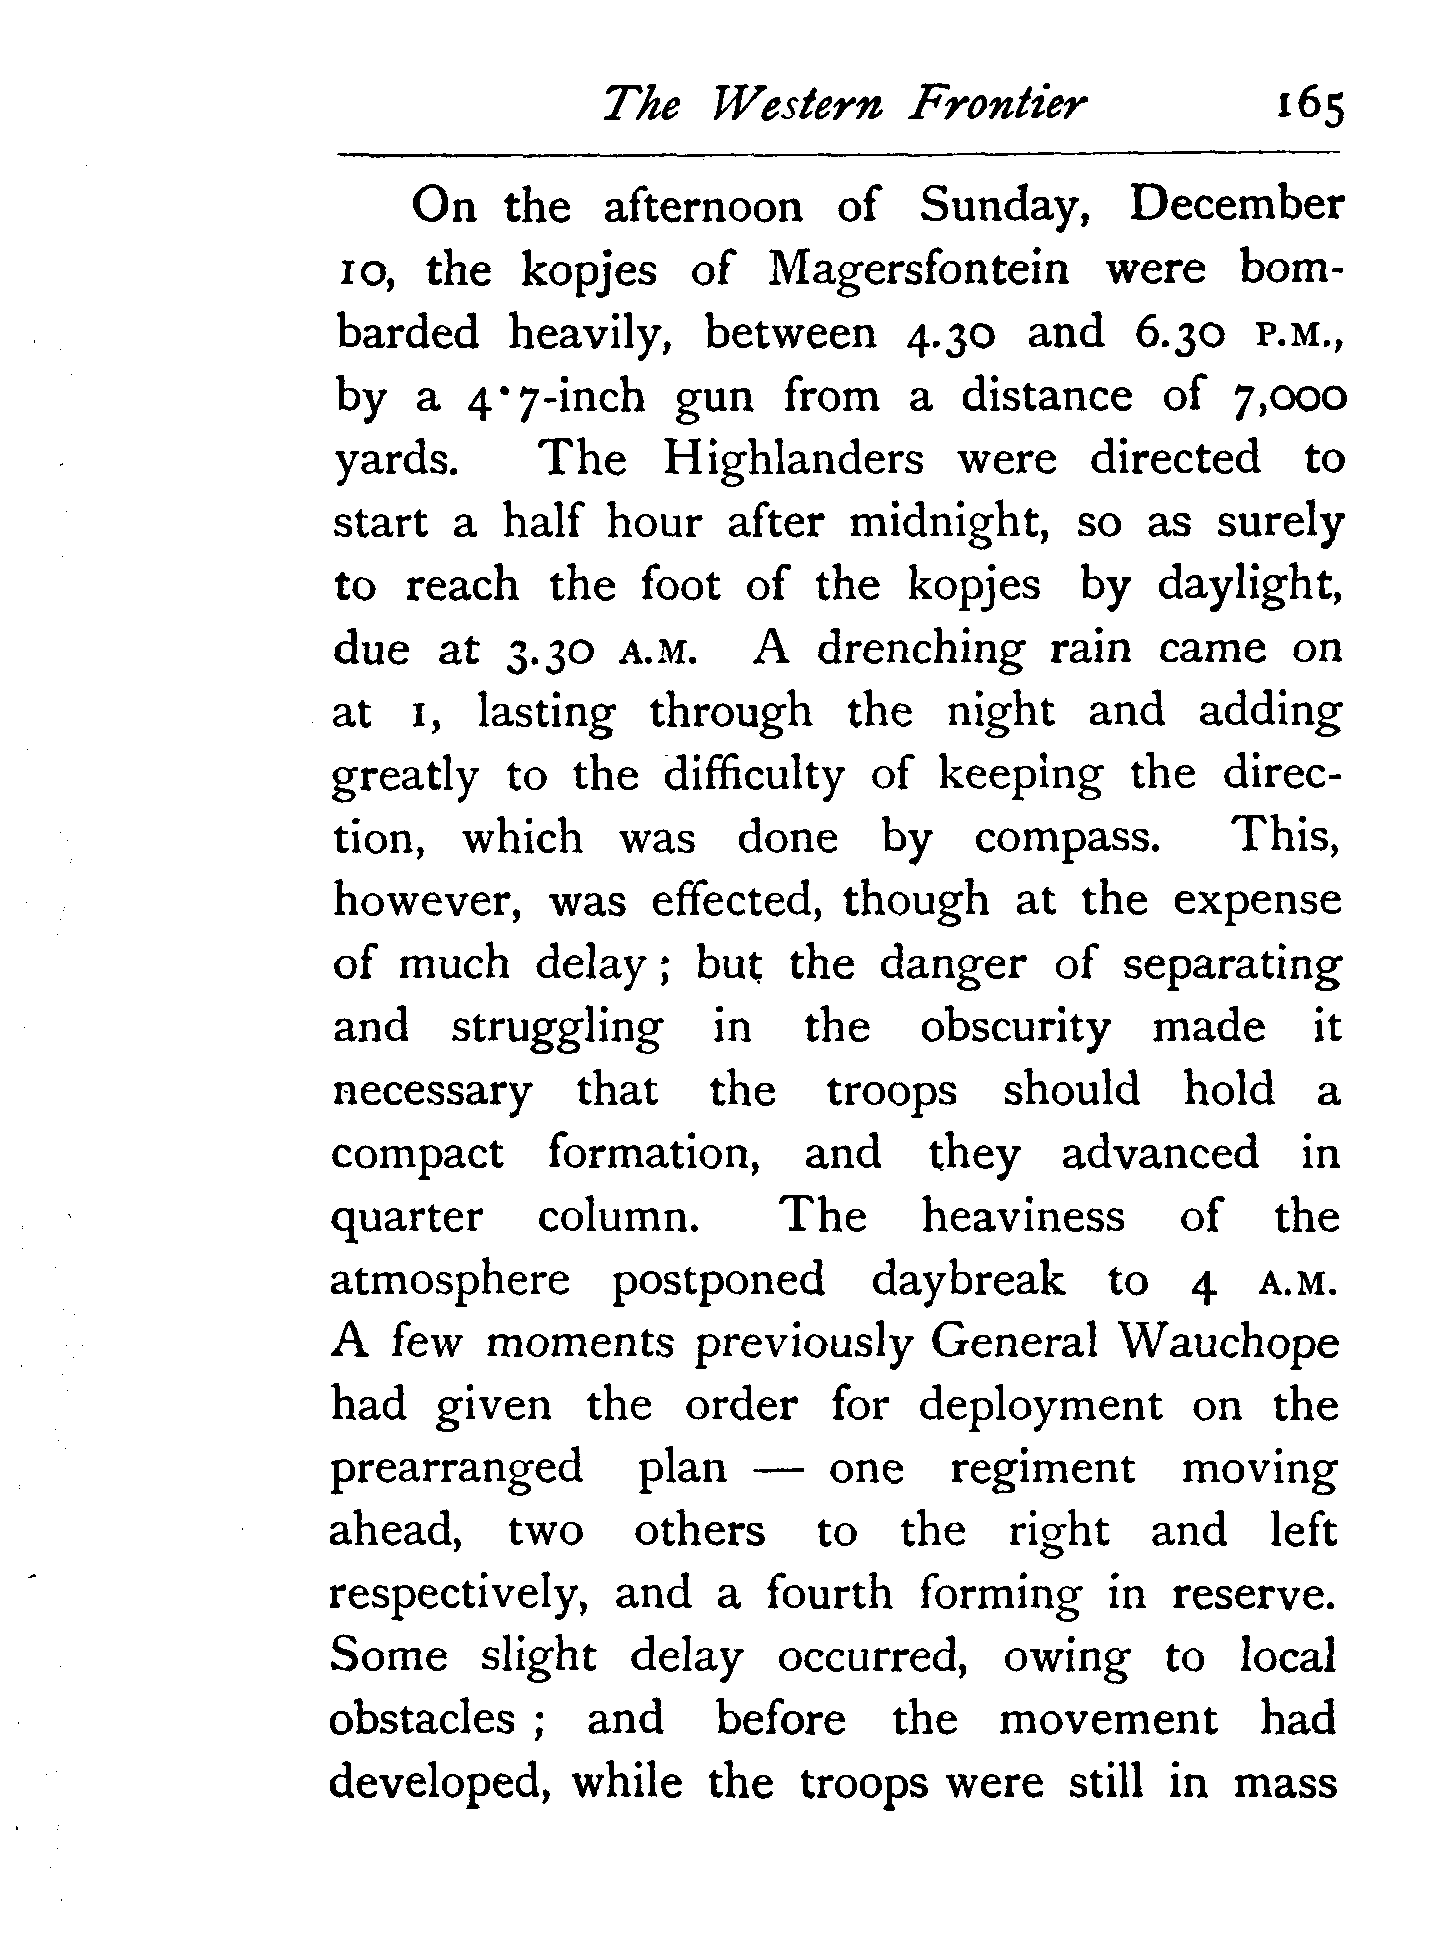 The Western Frontier 165
On the afternoon of Sunday, December
10, the kopjes of Magersfontein were bom-
barded heavily, between 4.30 and 6.30 P.M.,
by a 4·7-inch gun from a distance of 7,000
yards. The Highlanders were directed to
start a half hour after midnight, so as surely
to reach the foot of the kopjes by daylight,
due at 3.30 A.M. A drenching rain came on
at 1, lasting through the night and adding
greatly to the difficulty of keeping the direc-
tion, which was done by compass. This,
however, was effected, though at the expense
of much delay; but the danger of separating
and struggling in the obscurity made it
necessary that the troops should hold a
compact formation, and they advanced in
quarter column. The heaviness of the
atmosphere postponed daybreak to 4 A.M.
A few moments previously General Wauchope
had given the order for deployment on the
prearranged plan — one regiment moving
ahead, two others to the right and left
respectively, and a fourth forming in reserve.
Some slight delay occurred, owing to local
obstacles; and before the movement had
developed, while the troops were still in mass